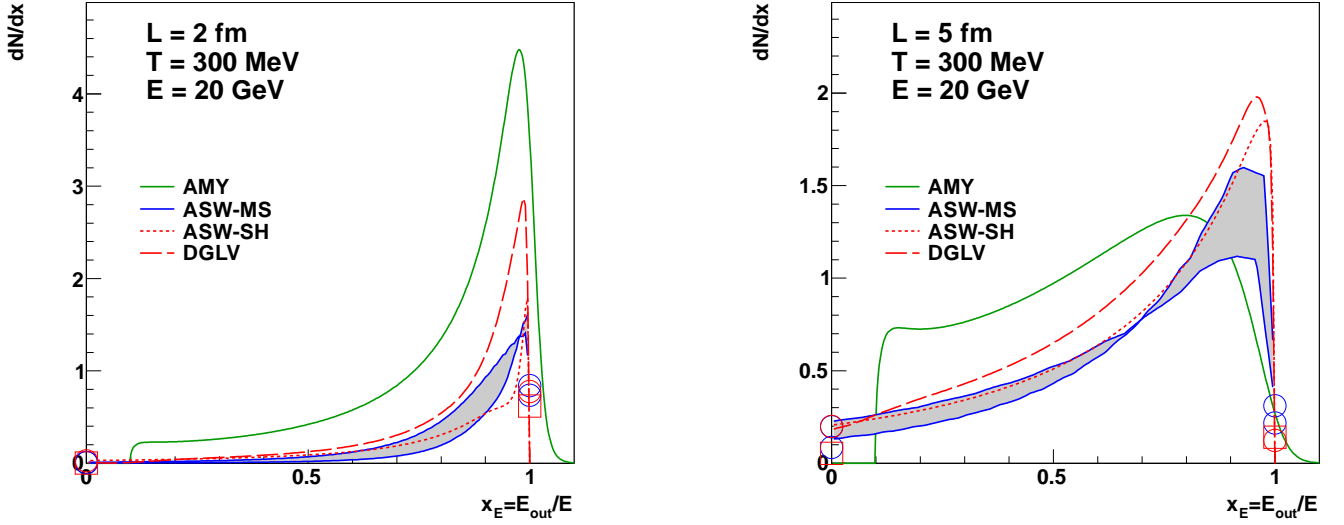 dN/dx
L = 2 fm
T = 300 MeV
E = 20 GeV
4
3
2
1
0
AMY
ASW-MS
ASW-SH
DGLV
0
0.5
1
x_E=E_out/E
dN/dx
L = 5 fm
T = 300 MeV
E = 20 GeV
2
1.5
1
0.5
0
AMY
ASW-MS
ASW-SH
DGLV
0
0.5
1
x_E=E_out/E